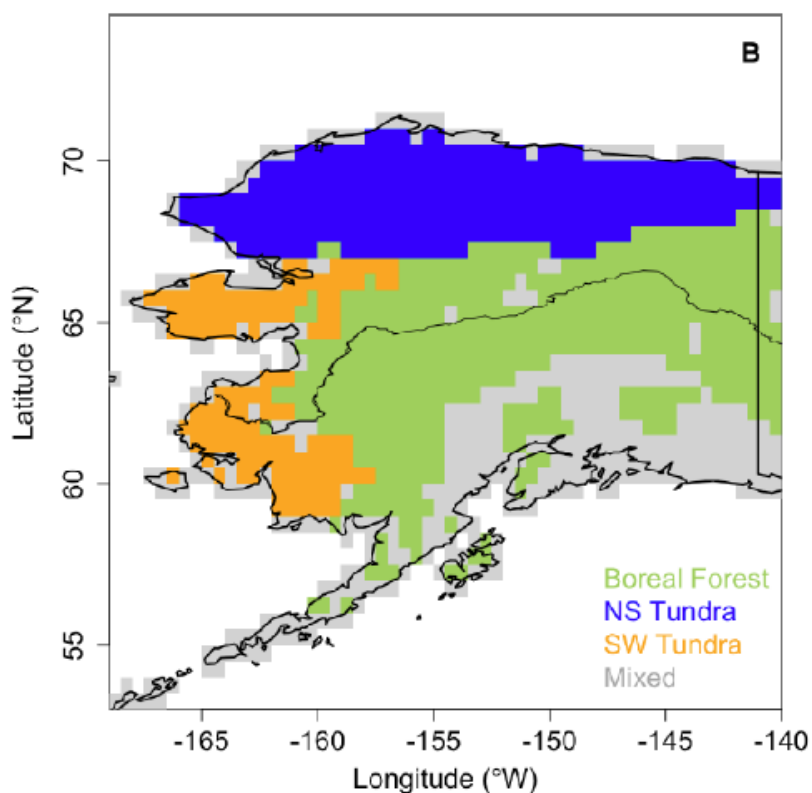 B
70
65
60
55
Latitude (°N)
Boreal Forest
NS Tundra
SW Tundra
Mixed
-165 -160 -155 -150 -145 -140
Longitude (°W)